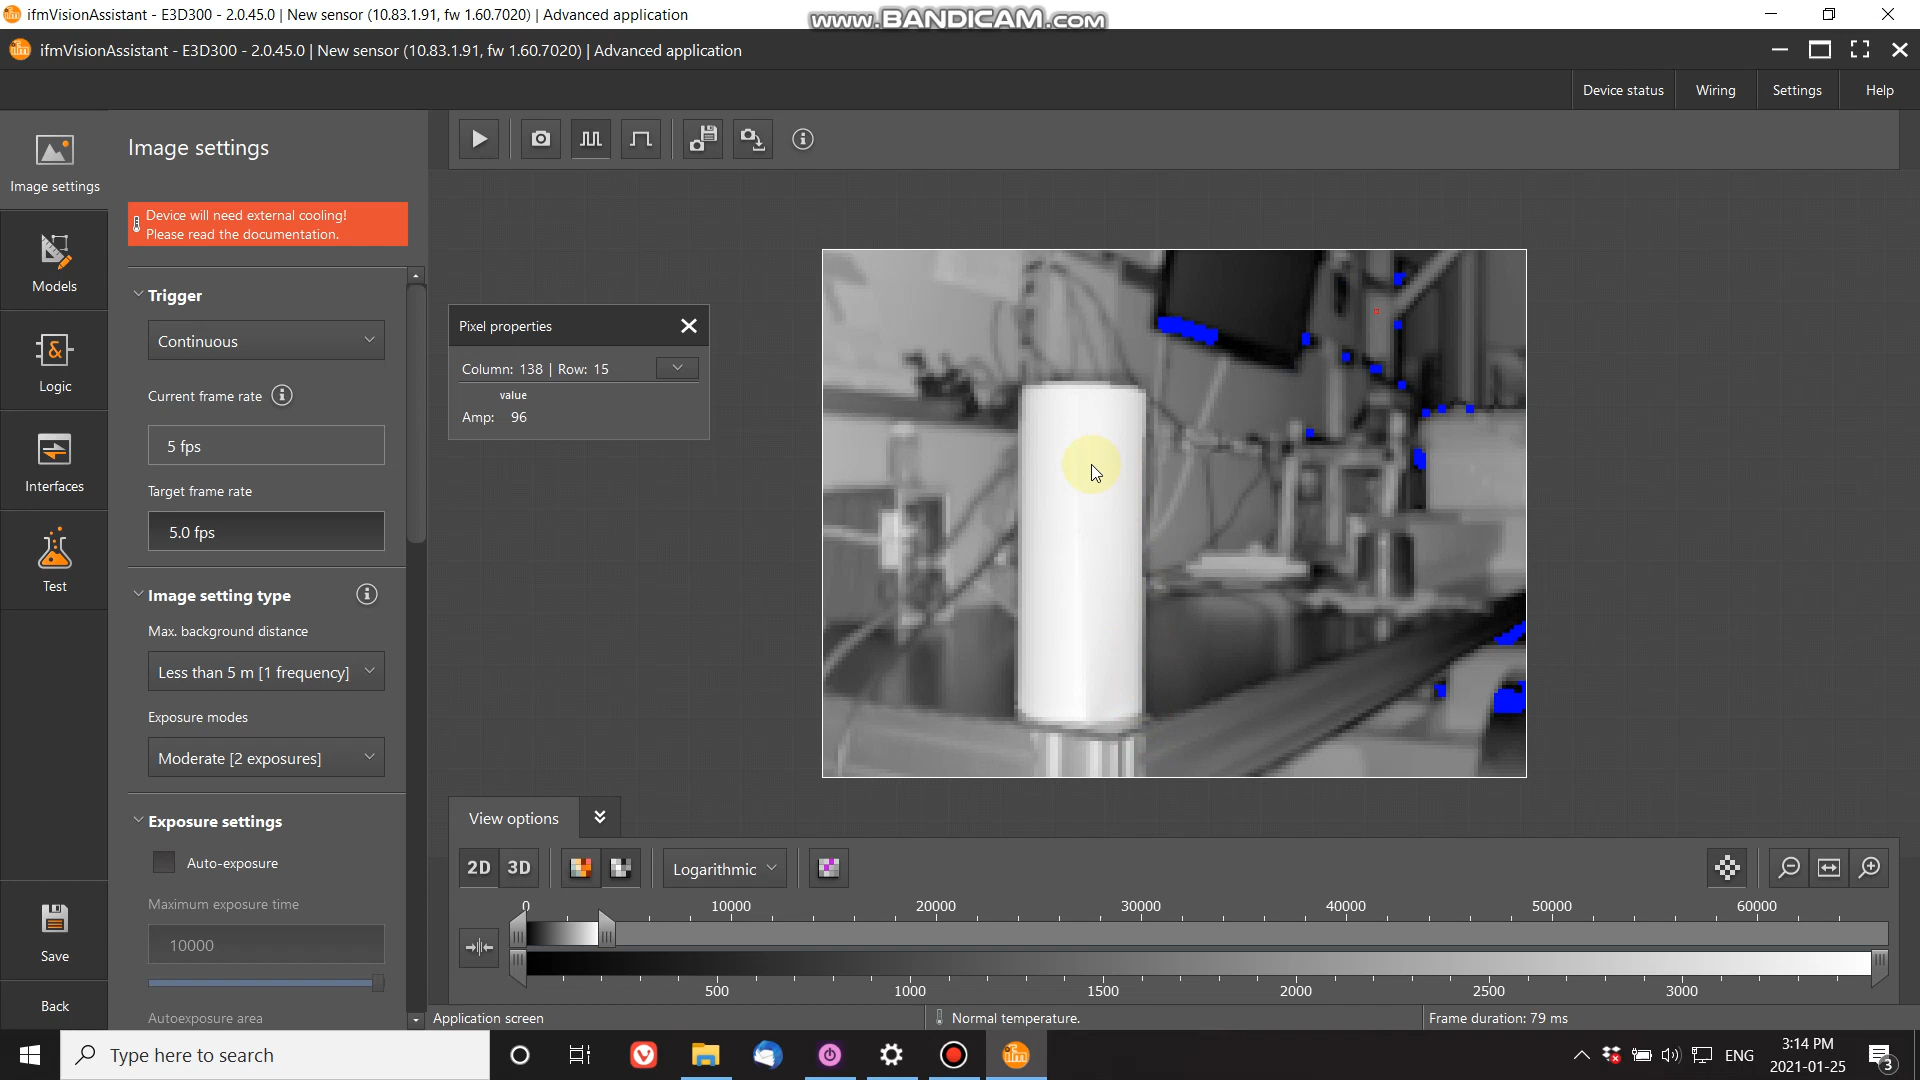 ifmVisionAssistant - E3D300 - 2.0.45.0 | New sensor (10.83.1.91, fw 1.60.7020) | Advanced application
www.BANDICAM.com
ifm ifmVisionAssistant - E3D300 - 2.0.45.0 | New sensor (10.83.1.91, fw 1.60.7020) | Advanced application
Device status
Wiring
Settings
Help
Image settings
Models
&
Logic
Interfaces
Test
Save
Back
Image settings
Device will need external cooling!
Please read the documentation.
Trigger
Continuous
Current frame rate i
5 fps
Target frame rate
5.0 fps
Image setting type i
Max. background distance
Less than 5 m [1 frequency]
Exposure modes
Moderate [2 exposures]
Exposure settings
Auto-exposure
Maximum exposure time
10000
Autoexposure area
i
Pixel properties
Column: 138 | Row: 15
value
Amp: 96
View options
2D 3D
Logarithmic
0 10000 20000 30000 40000 50000 60000
500 1000 1500 2000 2500 3000
Application screen
Normal temperature.
Frame duration: 79 ms
Type here to search
ifm
ENG
3:14 PM
2021-01-25
3